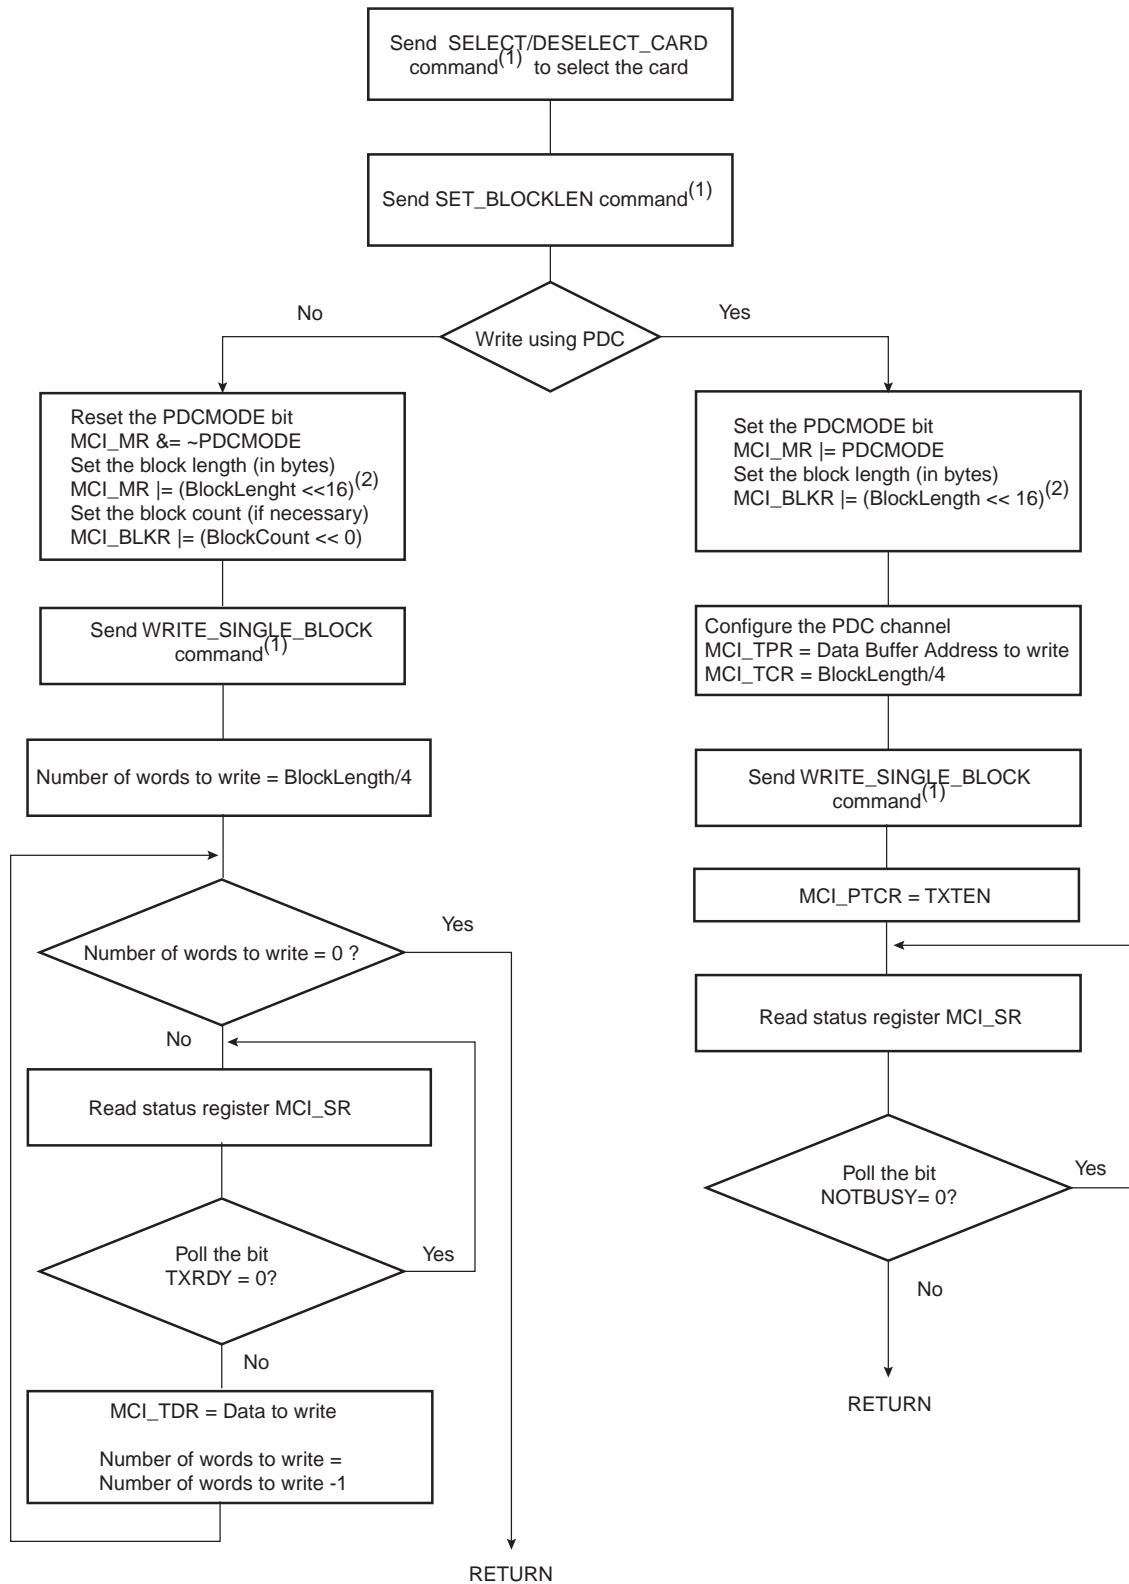 Send SELECT/DESELECT_CARD
command(1) to select the card
Send SET_BLOCKLEN command(1)
Write using PDC
No
Yes
Reset the PDCMODE bit
MCI_MR &= ~PDCMODE
Set the block length (in bytes)
MCI_MR |= (BlockLenght <<16)(2)
Set the block count (if necessary)
MCI_BLKR |= (BlockCount << 0)
Send WRITE_SINGLE_BLOCK
command(1)
Number of words to write = BlockLength/4
Number of words to write = 0 ?
Yes
No
Read status register MCI_SR
Poll the bit
TXRDY = 0?
Yes
No
MCI_TDR = Data to write
Number of words to write =
Number of words to write -1
RETURN
Set the PDCMODE bit
MCI_MR |= PDCMODE
Set the block length (in bytes)
MCI_BLKR |= (BlockLength << 16)(2)
Configure the PDC channel
MCI_TPR = Data Buffer Address to write
MCI_TCR = BlockLength/4
Send WRITE_SINGLE_BLOCK
command(1)
MCI_PTCR = TXTEN
Read status register MCI_SR
Poll the bit
NOTBUSY= 0?
Yes
No
RETURN